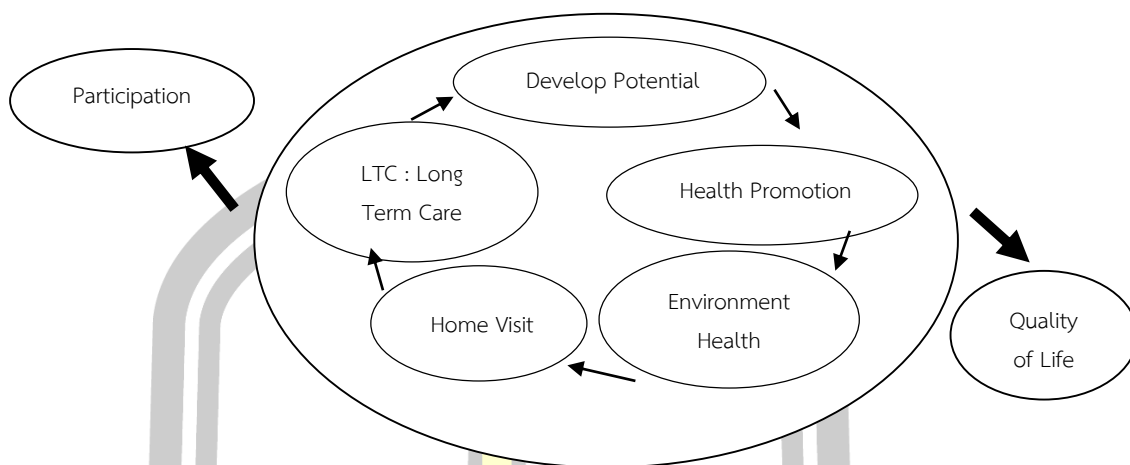 Develop Potential
Participation
LTC : Long
Term Care
Health Promotion
Environment
Health
Home Visit
Quality
of Life